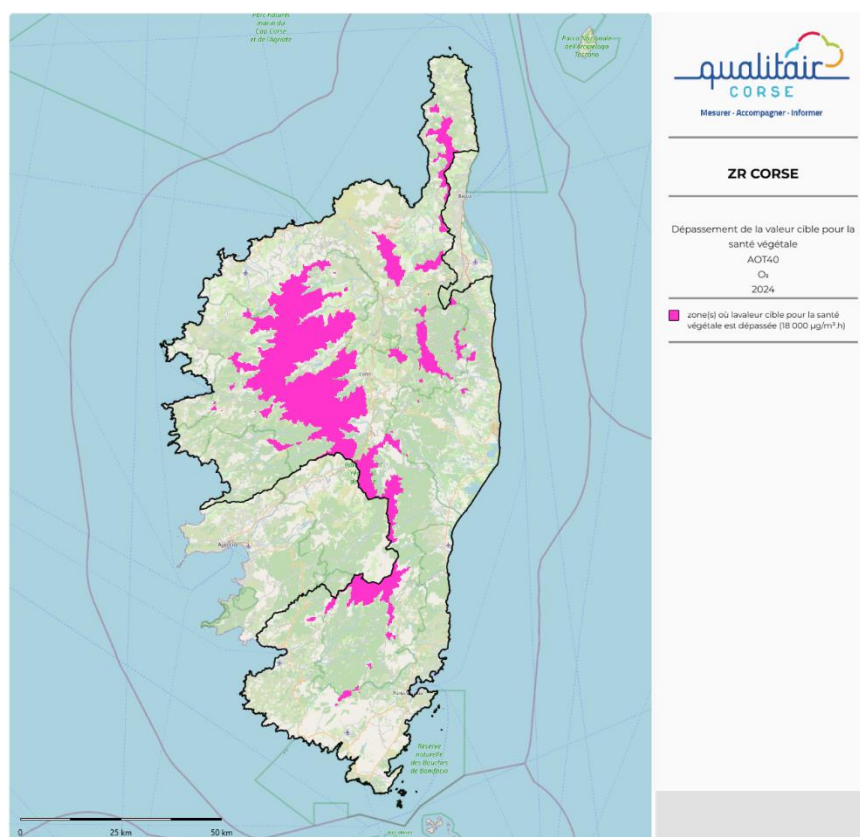 Parc naturel
marin du
Cap Corse
et de l'Agriate
Parco Nazionale
dell'Arcipelago
Toscano
Bastia
Corte
Ajaccio
Réserve
naturelle
des Bouches
de Bonifacio
0
25 km
50 km
qualitair
CORSE
Mesurer - Accompagner - Informer
ZR CORSE
Dépassement de la valeur cible pour la
santé végétale
AOT40
O₃
2024
zone(s) où lavaleur cible pour la santé
végétale est dépassée (18 000 µg/m³.h)